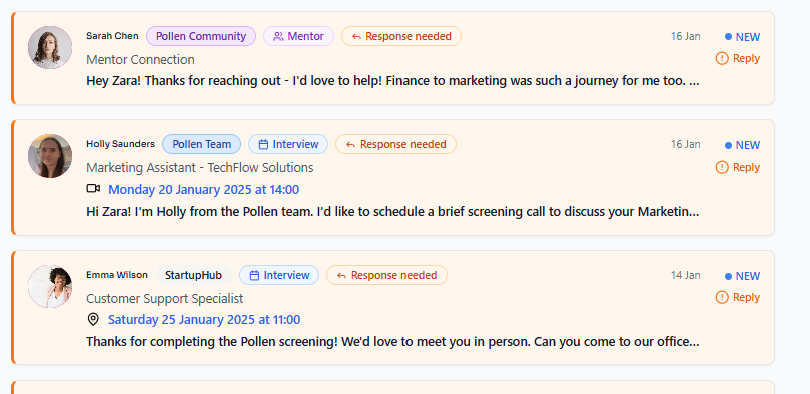 Sarah Chen Pollen Community Mentor Response needed 16 Jan NEW
Mentor Connection Reply
Hey Zara! Thanks for reaching out - I'd love to help! Finance to marketing was such a journey for me too. ...
Holly Saunders Pollen Team Interview Response needed 16 Jan NEW
Marketing Assistant - TechFlow Solutions Reply
Monday 20 January 2025 at 14:00
Hi Zara! I'm Holly from the Pollen team. I'd like to schedule a brief screening call to discuss your Marketin...
Emma Wilson StartupHub Interview Response needed 14 Jan NEW
Customer Support Specialist Reply
Saturday 25 January 2025 at 11:00
Thanks for completing the Pollen screening! We'd love to meet you in person. Can you come to our office...